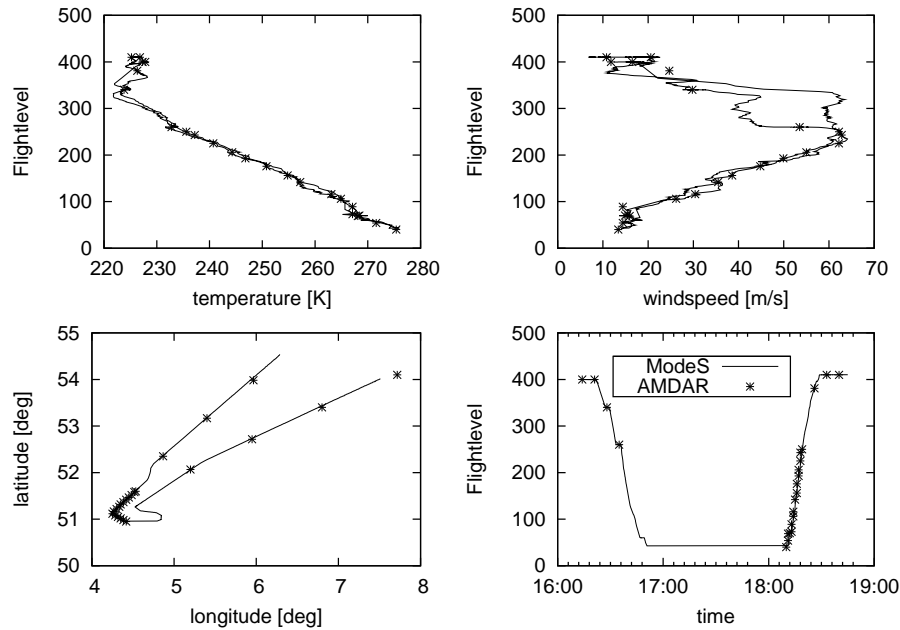 500
400
300
200
100
0
Flightlevel
220 230 240 250 260 270 280
temperature [K]
500
400
300
200
100
0
Flightlevel
0 10 20 30 40 50 60 70
windspeed [m/s]
55
54
53
52
51
50
latitude [deg]
4 5 6 7 8
longitude [deg]
500
400
300
200
100
0
Flightlevel
ModeS
AMDAR
16:00 17:00 18:00 19:00
time